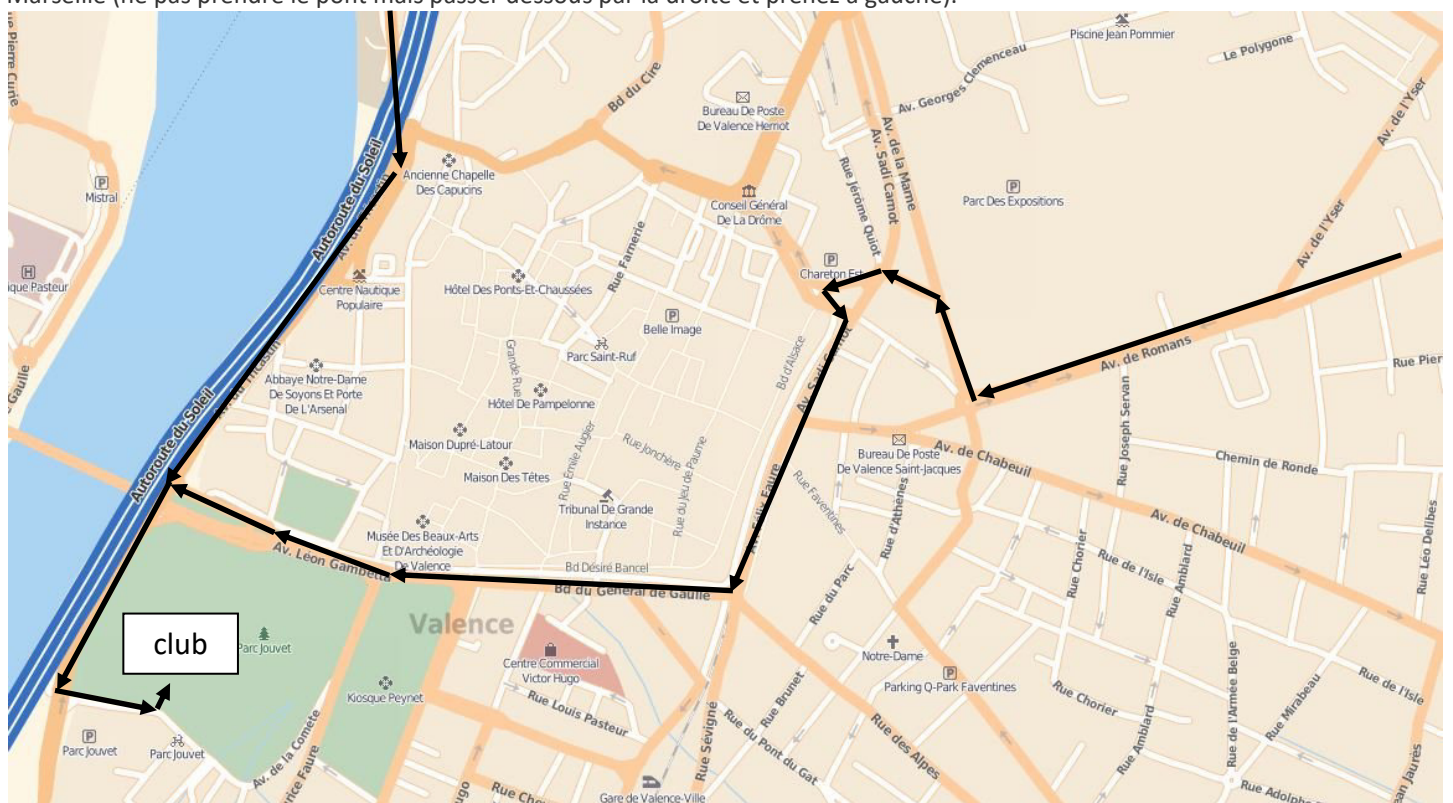 Marseille (ne pas prendre le pont mais passer dessous par la droite et prenez à gauche).
Piscine Jean Pommier
Le Polygone
Av. Georges Clemenceau
Av. de l'Yser
Bd du Cire
Bureau De Poste
De Valence Herriot
Autoroute du Soleil
Ancienne Chapelle
Des Capucins
P
Mistral
Av. de la Marne
Av. Sadi Carnot
Rue Jérôme Quiot
Conseil Général
De La Drôme
P
Parc Des Expositions
Av. de l'Yser
Rue Farnerie
P
Chareton Est
H
Hôtel Des Ponts-Et-Chaussées
Centre Nautique
Populaire
P
Belle Image
Parc Saint-Ruf
Grande Rue
Bd d'Alsace
Av. Sadi Carnot
Av. de Romans
Abbaye Notre-Dame
De Soyons Et Porte
De L'Arsenal
Hôtel De Pampelonne
Autoroute du Soleil
Rue Joseph Servan
Maison Dupré-Latour
Rue Emile Augier
Rue Jonchère
Rue du Jeu de Paume
Bureau De Poste
De Valence Saint-Jacques
Av. de Chabeuil
Chemin de Ronde
Maison Des Têtes
Rue Faventines
Rue d'Athènes
Tribunal De Grande
Instance
Av. Félix Faure
Av. de Chabeuil
Rue Léo Delibes
Musée Des Beaux-Arts
Et D'Archéologie
De Valence
Av. Léon Gambetta
Bd Désiré Bancel
Bd du Général de Gaulle
Rue Chorier
Rue de l'Isle
Rue Amblard
Rue du Parc
Valence
club
Parc Jouvet
Notre-Dame
Centre Commercial
Victor Hugo
P
Parking Q-Park Faventines
Kiosque Peynet
Rue Louis Pasteur
Rue Brunet
Rue Chorier
Rue de l'Armée Belge
Rue Mirabeau
Rue de l'Isle
Rue Sévigné
Rue du Pont du Gat
Rue des Alpes
Rue Amblard
P
Parc Jouvet
Parc Jouvet
Av. de la Comète
Gare de Valence-Ville